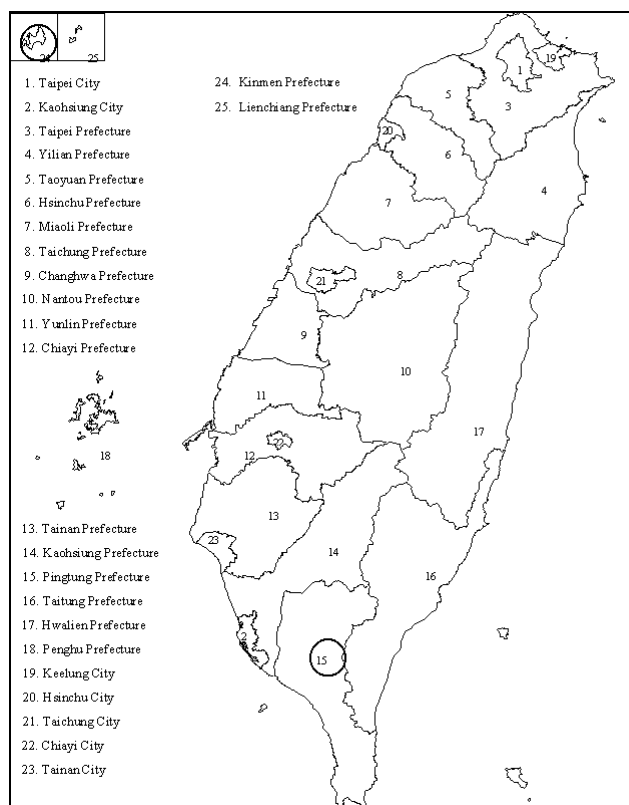 24
25
1. Taipei City
2. Kaohsiung City
3. Taipei Prefecture
4. Yilian Prefecture
5. Taoyuan Prefecture
6. Hsinchu Prefecture
7. Miaoli Prefecture
8. Taichung Prefecture
9. Changhwa Prefecture
10. Nantou Prefecture
11. Yunlin Prefecture
12. Chiayi Prefecture
24. Kinmen Prefecture
25. Lienchiang Prefecture
19
1
5
3
20
6
4
7
8
21
9
10
11
17
22
12
18
13
23
14
16
2
15
13. Tainan Prefecture
14. Kaohsiung Prefecture
15. Pingtung Prefecture
16. Taitung Prefecture
17. Hwalien Prefecture
18. Penghu Prefecture
19. Keelung City
20. Hsinchu City
21. Taichung City
22. Chiayi City
23. Tainan City